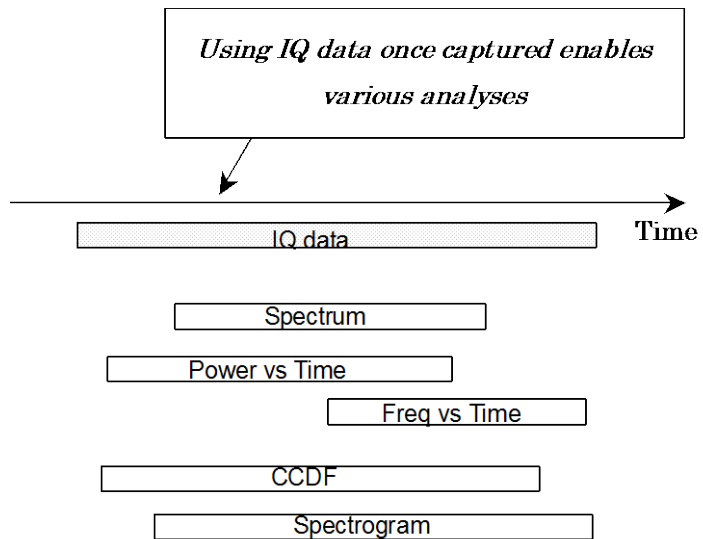 Using IQ data once captured enables
various analyses
Time
IQ data
Spectrum
Power vs Time
Freq vs Time
CCDF
Spectrogram